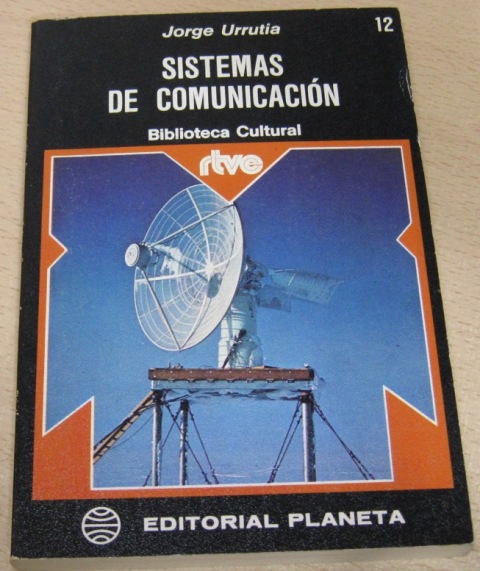 Jorge Urrutia
12
SISTEMAS
DE COMUNICACIÓN
Biblioteca Cultural
rtve
EDITORIAL PLANETA